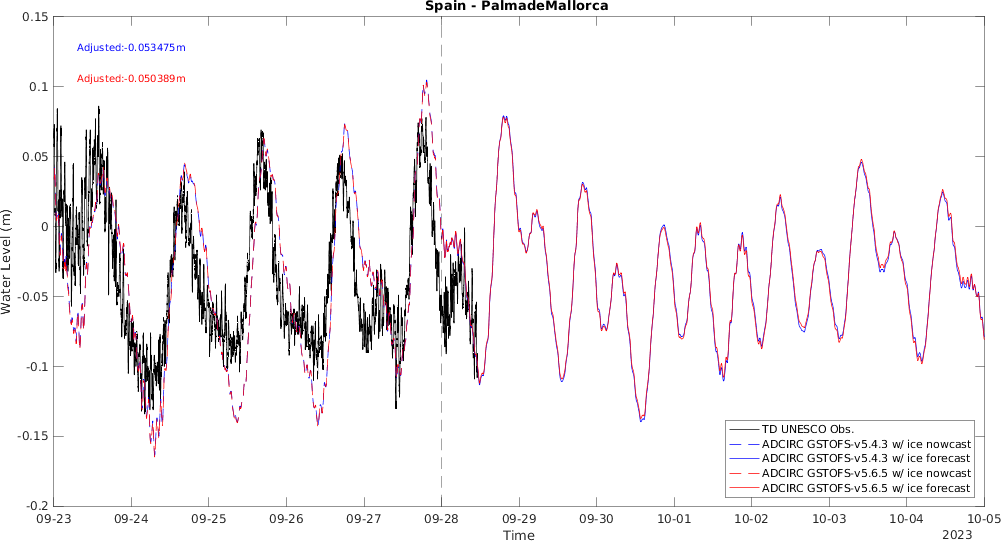 Spain - PalmadeMallorca
0.15
0.1
0.05
0
-0.05
-0.1
-0.15
-0.2
Water Level (m)
Adjusted:-0.053475m
Adjusted:-0.050389m
TD UNESCO Obs.
ADCIRC GSTOFS-v5.4.3 w/ ice nowcast
ADCIRC GSTOFS-v5.4.3 w/ ice forecast
ADCIRC GSTOFS-v5.6.5 w/ ice nowcast
ADCIRC GSTOFS-v5.6.5 w/ ice forecast
09-23 09-24 09-25 09-26 09-27 09-28 09-29 09-30 10-01 10-02 10-03 10-04 10-05
Time
2023